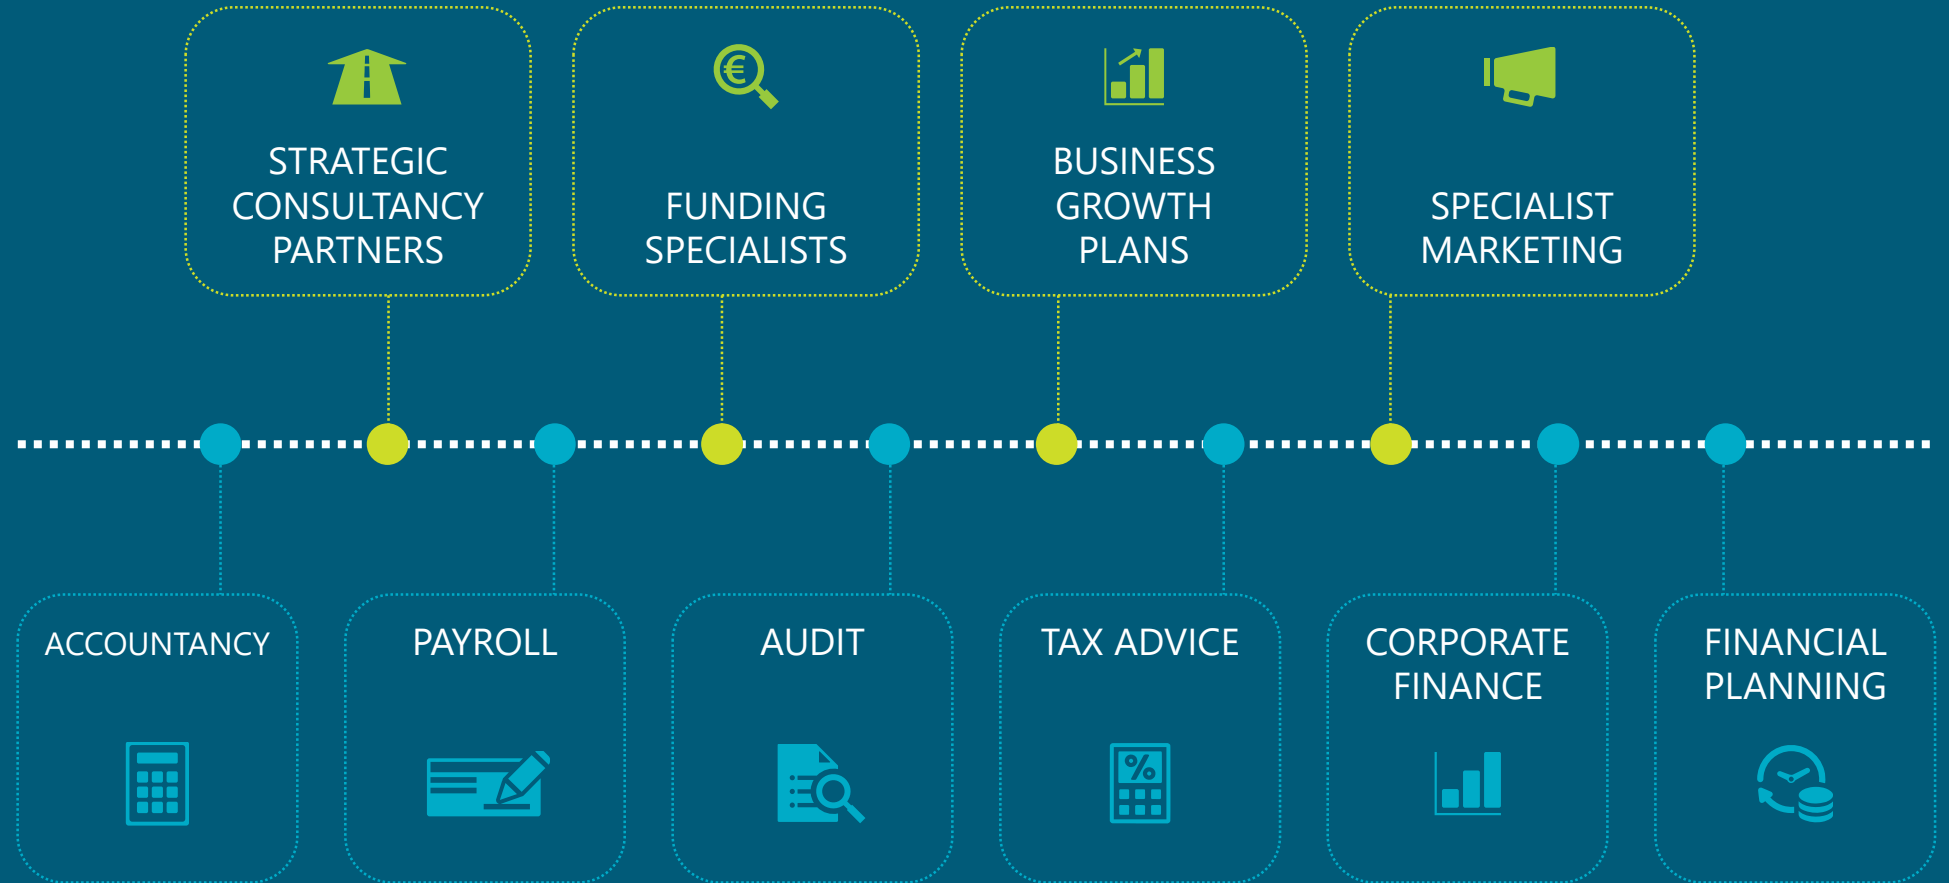 STRATEGIC
CONSULTANCY
PARTNERS
€
FUNDING
SPECIALISTS
BUSINESS
GROWTH
PLANS
SPECIALIST
MARKETING
ACCOUNTANCY
PAYROLL
AUDIT
TAX ADVICE
%
CORPORATE
FINANCE
FINANCIAL
PLANNING